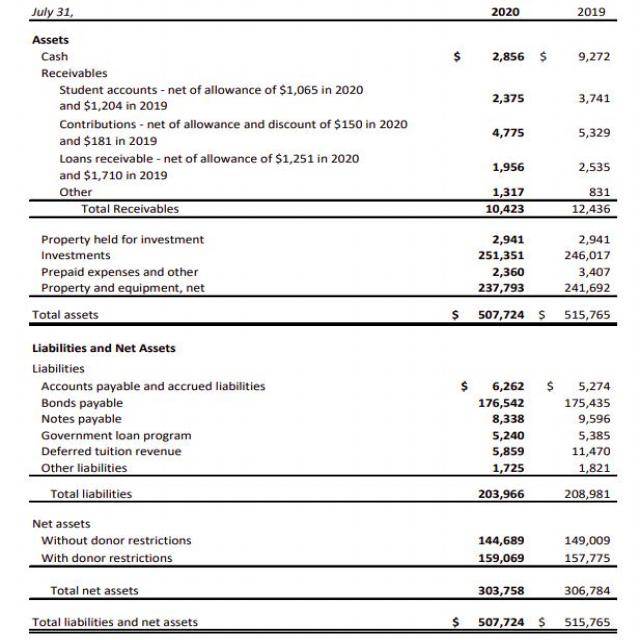 July 31, 2020 2019
Assets
Cash $ 2,856 $ 9,272
Receivables
Student accounts - net of allowance of $1,065 in 2020
and $1,204 in 2019 2,375 3,741
Contributions - net of allowance and discount of $150 in 2020
and $181 in 2019 4,775 5,329
Loans receivable - net of allowance of $1,251 in 2020
and $1,710 in 2019 1,956 2,535
Other 1,317 831
Total Receivables 10,423 12,436
Property held for investment 2,941 2,941
Investments 251,351 246,017
Prepaid expenses and other 2,360 3,407
Property and equipment, net 237,793 241,692
Total assets $ 507,724 $ 515,765
Liabilities and Net Assets
Liabilities
Accounts payable and accrued liabilities $ 6,262 $ 5,274
Bonds payable 176,542 175,435
Notes payable 8,338 9,596
Government loan program 5,240 5,385
Deferred tuition revenue 5,859 11,470
Other liabilities 1,725 1,821
Total liabilities 203,966 208,981
Net assets
Without donor restrictions 144,689 149,009
With donor restrictions 159,069 157,775
Total net assets 303,758 306,784
Total liabilities and net assets $ 507,724 $ 515,765